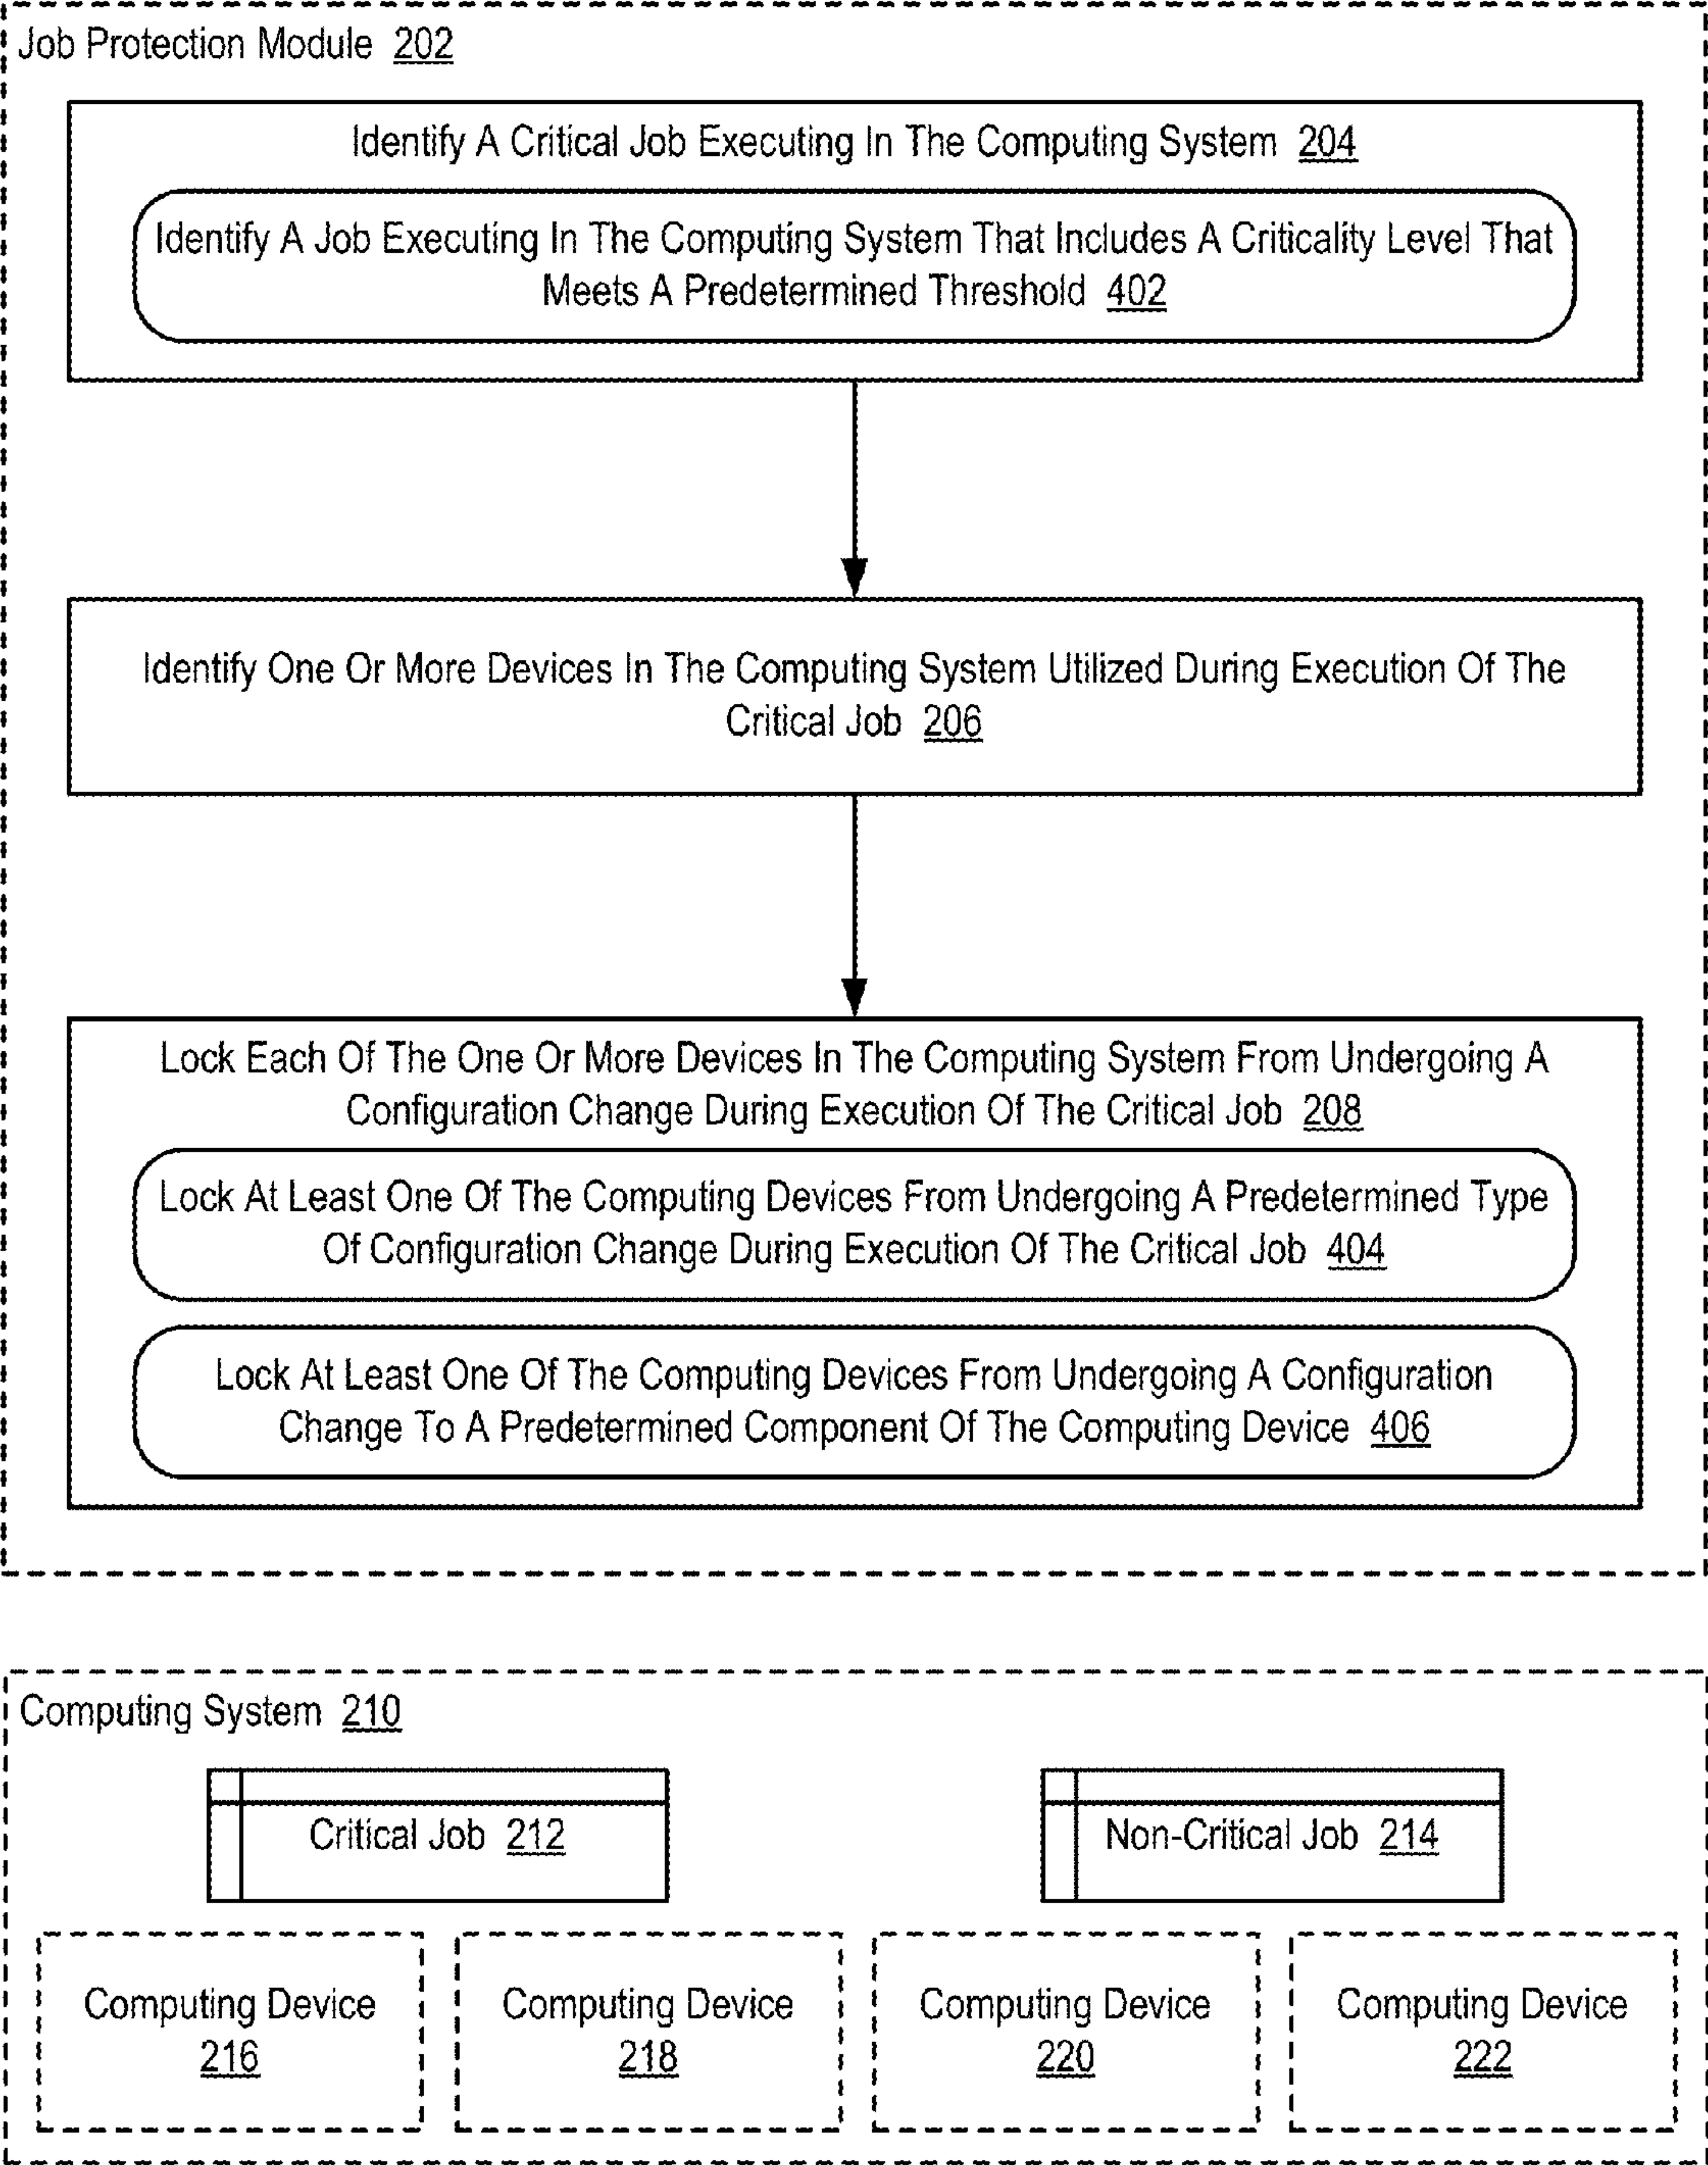 Job Protection Module 202
Identify A Critical Job Executing In The Computing System 204
Identify A Job Executing In The Computing System That Includes A Criticality Level That
Meets A Predetermined Threshold 402
Identify One Or More Devices In The Computing System Utilized During Execution Of The
Critical Job 206
Lock Each Of The One Or More Devices In The Computing System From Undergoing A
Configuration Change During Execution Of The Critical Job 208
Lock At Least One Of The Computing Devices From Undergoing A Predetermined Type
Of Configuration Change During Execution Of The Critical Job 404
Lock At Least One Of The Computing Devices From Undergoing A Configuration
Change To A Predetermined Component Of The Computing Device 406
Computing System 210
Critical Job 212
Non-Critical Job 214
Computing Device
216
Computing Device
218
Computing Device
220
Computing Device
222